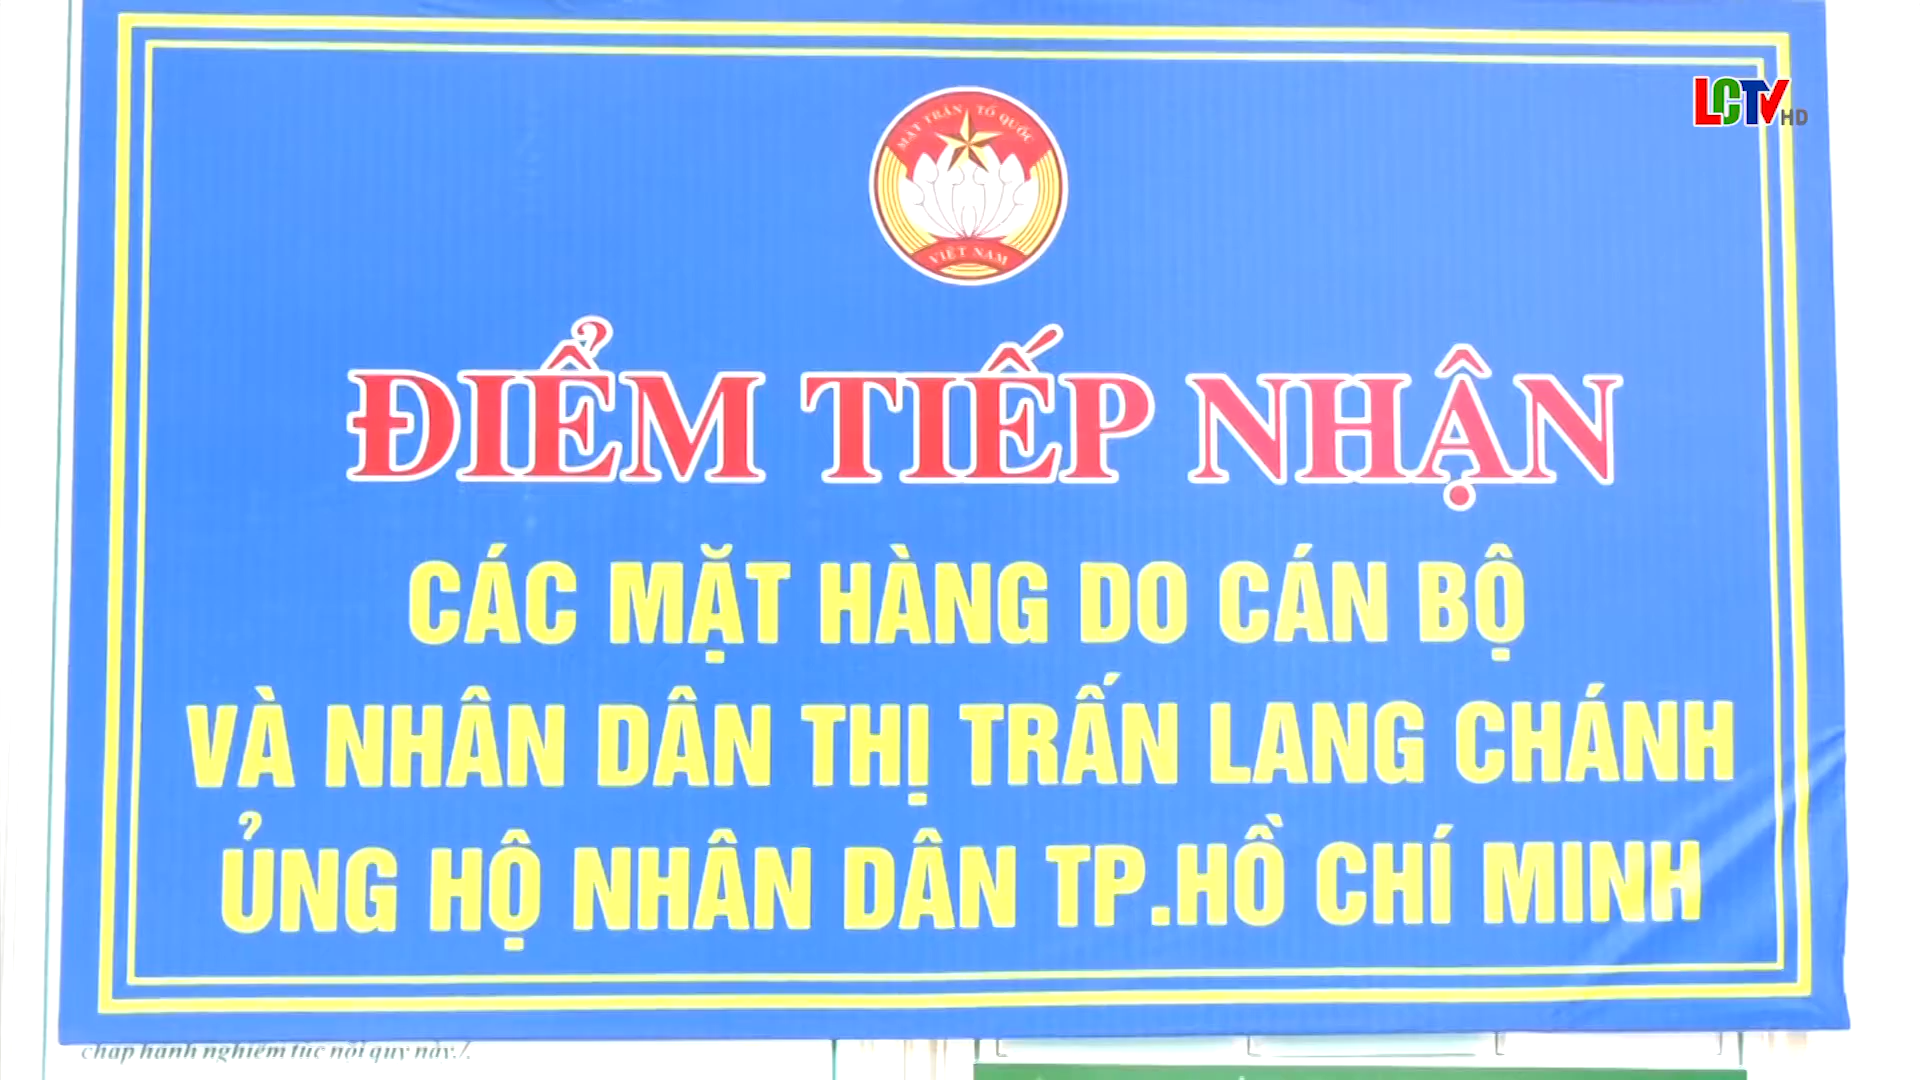 LCTV HD
MẶT TRẬN TỔ QUỐC
VIỆT NAM
ĐIỂM TIẾP NHẬN
CÁC MẶT HÀNG DO CÁN BỘ
VÀ NHÂN DÂN THỊ TRẤN LANG CHÁNH
ỦNG HỘ NHÂN DÂN TP.HỒ CHÍ MINH
chấp hành nghiêm túc nội quy này./.